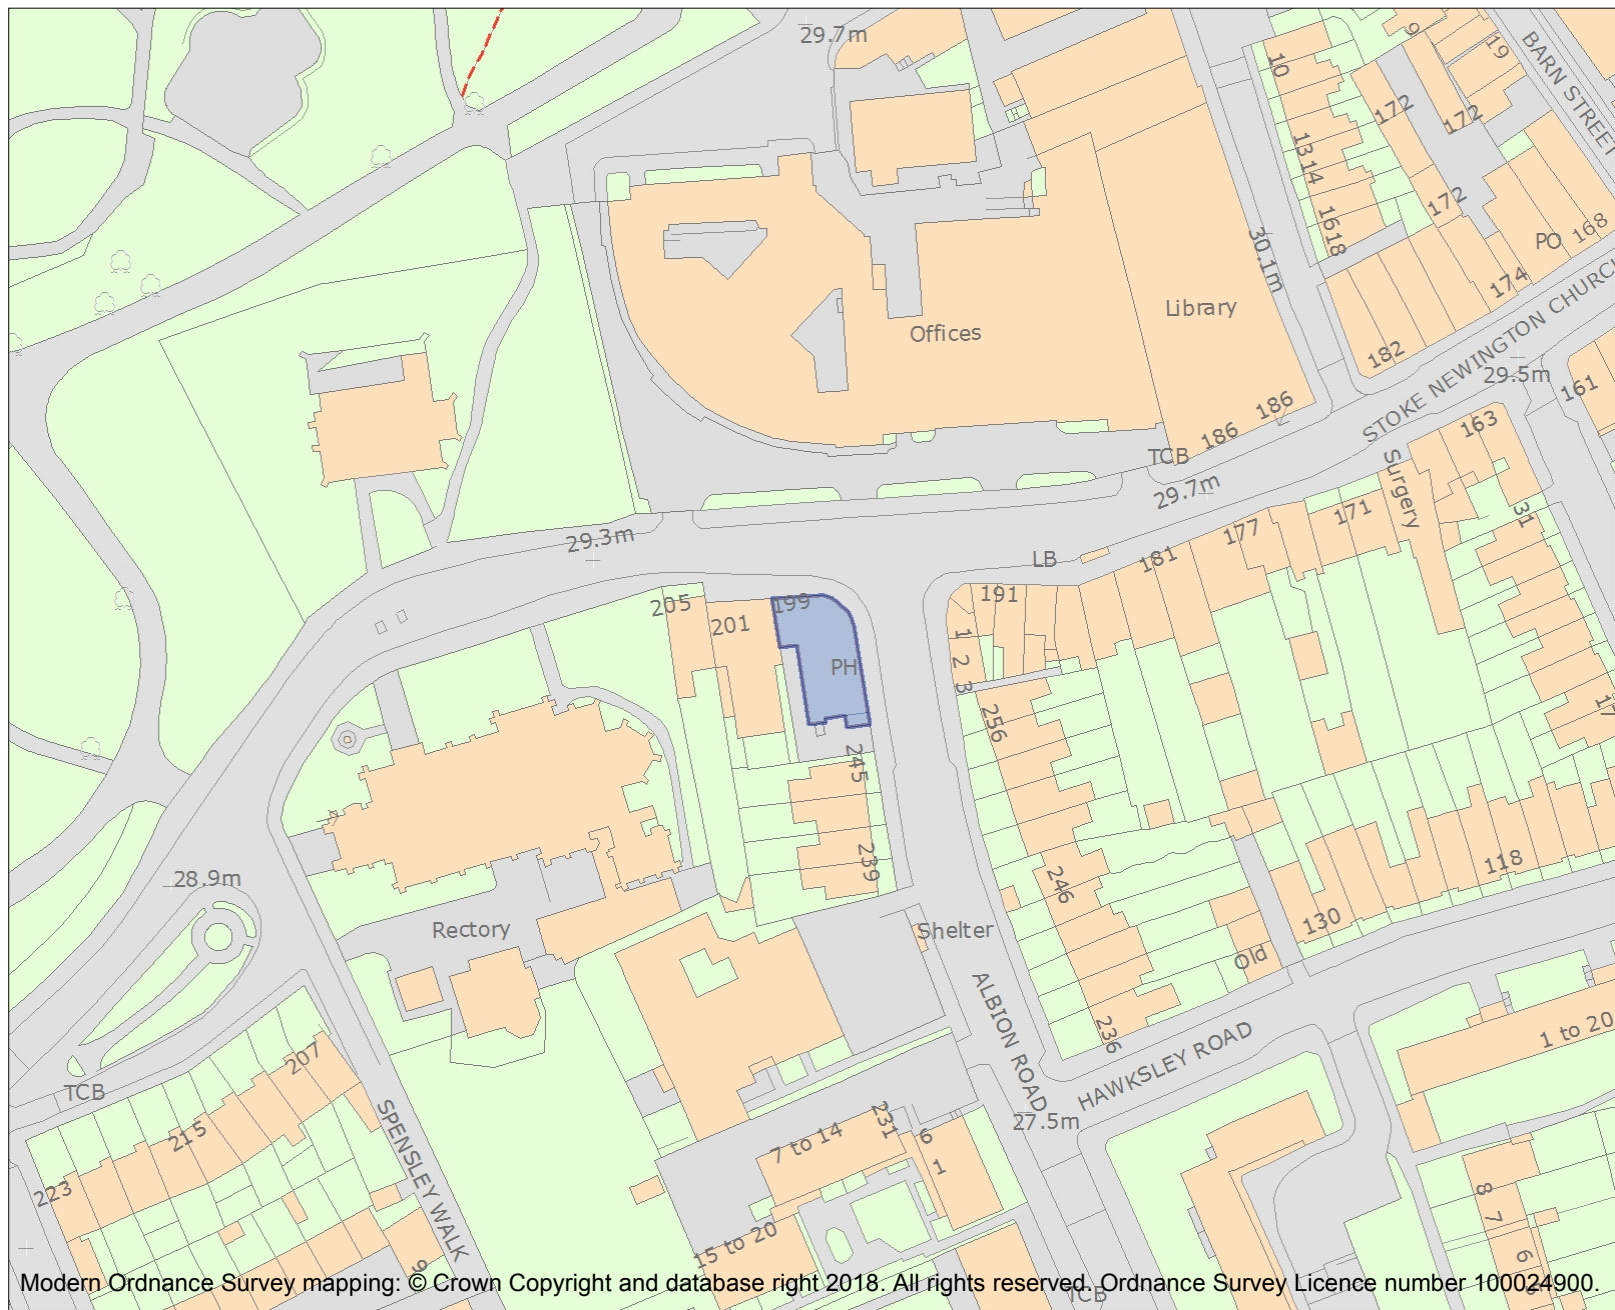 29.7m
9
19
BARN STREET
10
172
172
1314
172
1618
PO
168
30.1m
174
Library
Offices
182
STOKE NEWINGTON CHURCH
29.5m
161
186
186
163
TCB
Surgery
29.7m
171
31
177
29.3m
LB
181
205
199
191
201
1
2
3
PH
256
17
245
239
118
246
28.9m
130
Rectory
Shelter
Old
ALBION ROAD
236
HAWKSLEY ROAD
1 to 20
207
TCB
27.5m
215
SPENSLEY WALK
7 to 14
231
6
1
223
8
7
6
15 to 20
9
TCB
Modern Ordnance Survey mapping: © Crown Copyright and database right 2018. All rights reserved. Ordnance Survey Licence number 100024900.